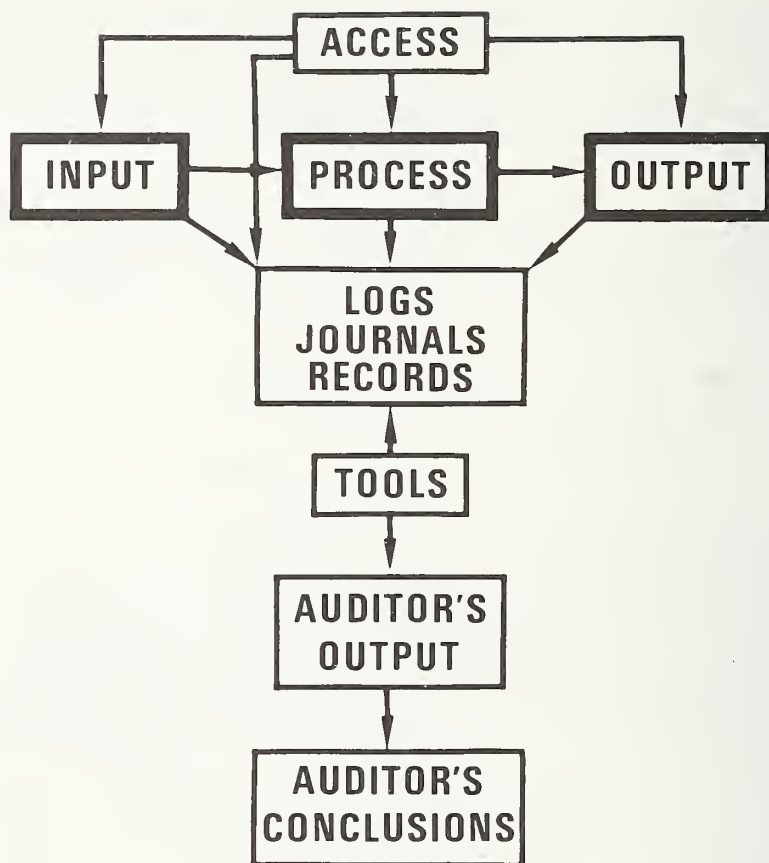 ACCESS
INPUT
PROCESS
OUTPUT
LOGS
JOURNALS
RECORDS
TOOLS
AUDITOR'S
OUTPUT
AUDITOR'S
CONCLUSIONS